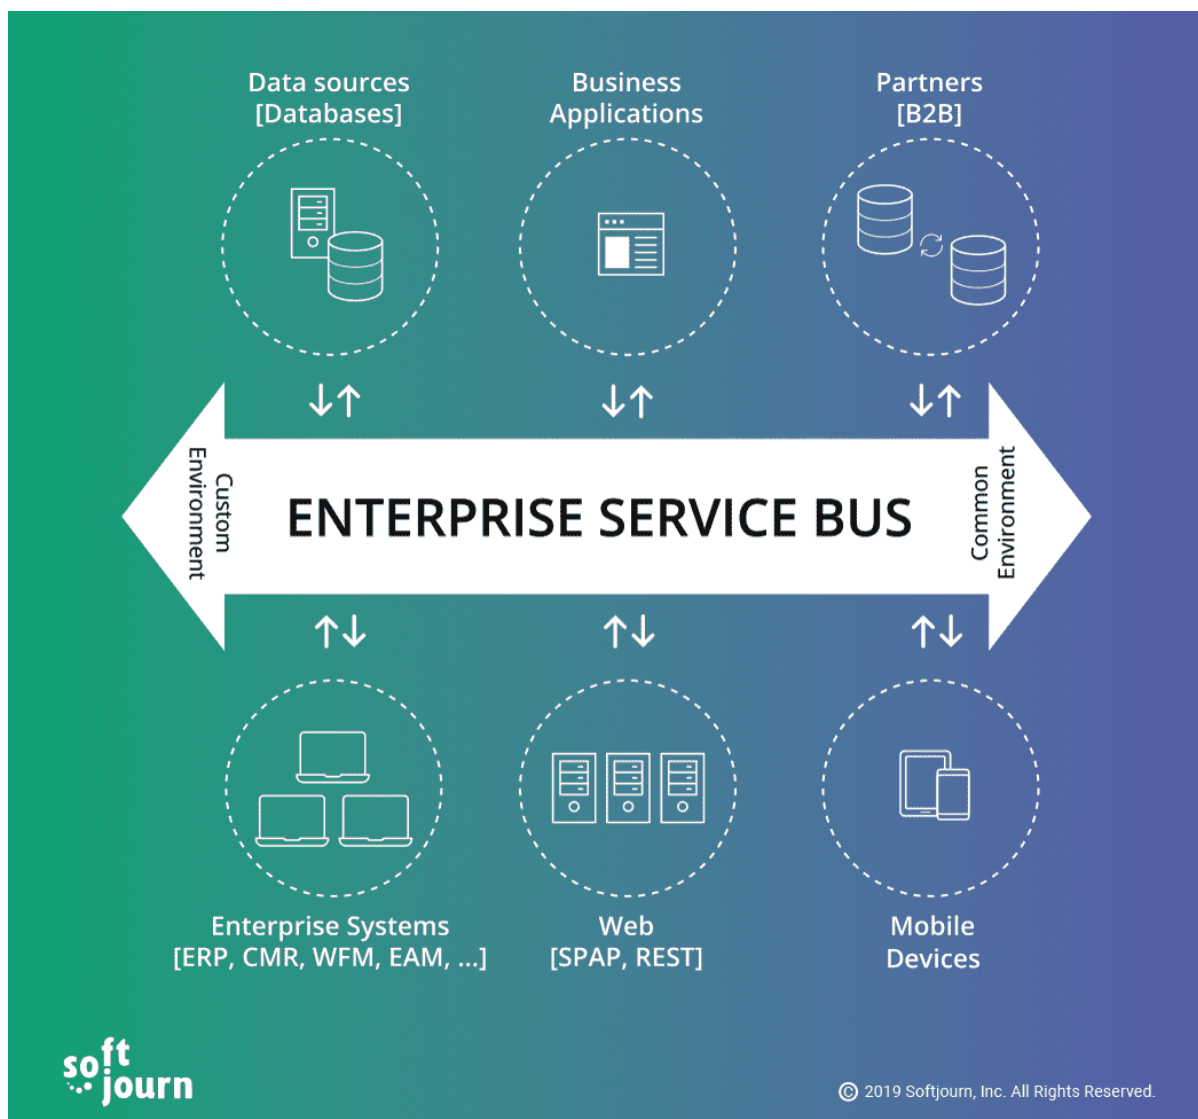 Data sources
[Databases]
Business
Applications
Partners
[B2B]
Custom
Environment
ENTERPRISE SERVICE BUS
Common
Environment
Enterprise Systems
[ERP, CMR, WFM, EAM, ...]
Web
[SPAP, REST]
Mobile
Devices
soft
journ
© 2019 Softjourn, Inc. All Rights Reserved.